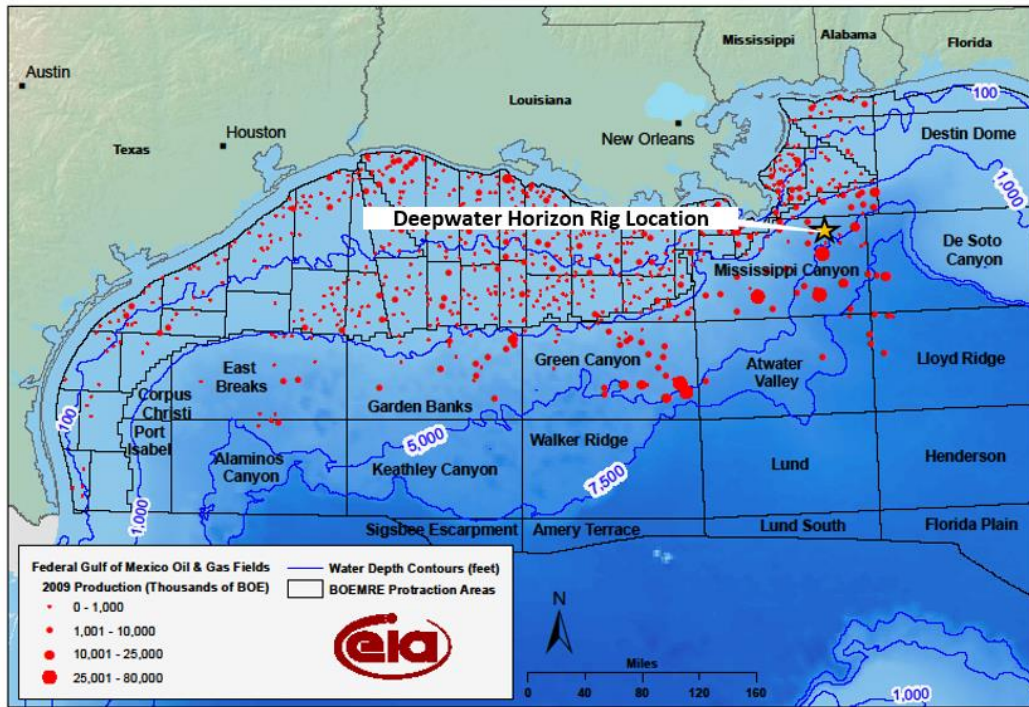 Mississippi
Alabama
Florida
Austin
Houston
Louisiana
New Orleans
Texas
100
Destin Dome
1,000
Deepwater Horizon Rig Location
De Soto
Canyon
Mississippi Canyon
East
Breaks
Green Canyon
Atwater
Valley
Lloyd Ridge
Corpus
Christi
Port
Isabel
Garden Banks
100
5,000
Walker Ridge
Alaminos
Canyon
Keathley Canyon
Lund
Henderson
7,500
1,000
Sigsbee Escarpment
Amery Terrace
Lund South
Florida Plain
Federal Gulf of Mexico Oil & Gas Fields
2009 Production (Thousands of BOE)
0 - 1,000
1,001 - 10,000
10,001 - 25,000
25,001 - 80,000
Water Depth Contours (feet)
BOEMRE Protraction Areas
eia
N
Miles
0 40 80 120 160
1,000